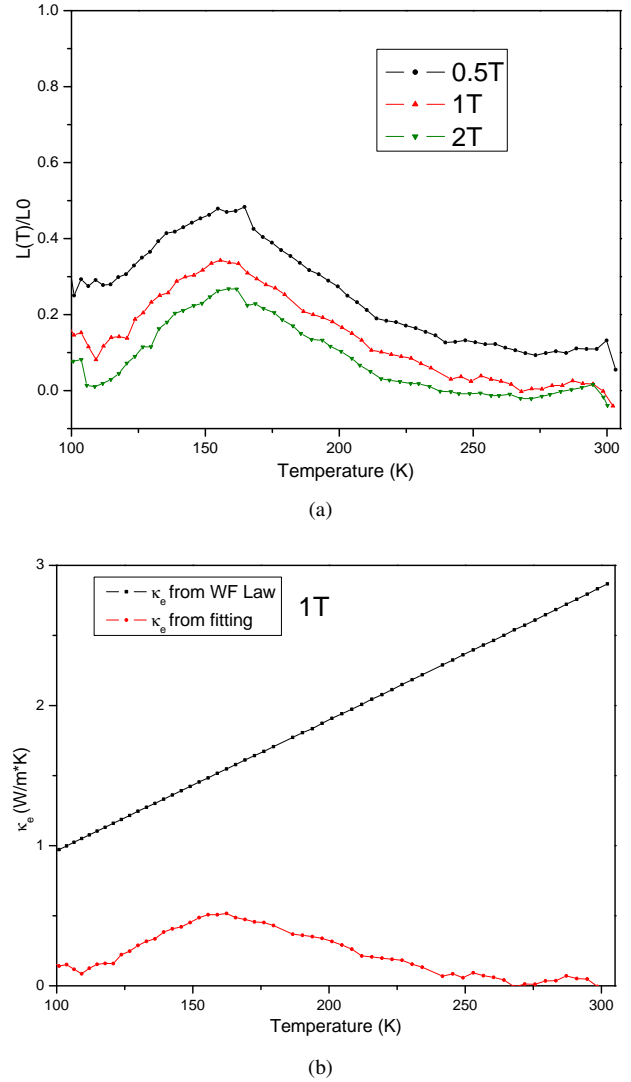 1.0
0.8
0.6
0.4
0.2
0.0
L(T)/L0
0.5T
1T
2T
100 150 200 250 300
Temperature (K)
(a)
3
2
1
0
κe (W/m*K)
κe from WF Law
κe from fitting
1T
100 150 200 250 300
Temperature (K)
(b)